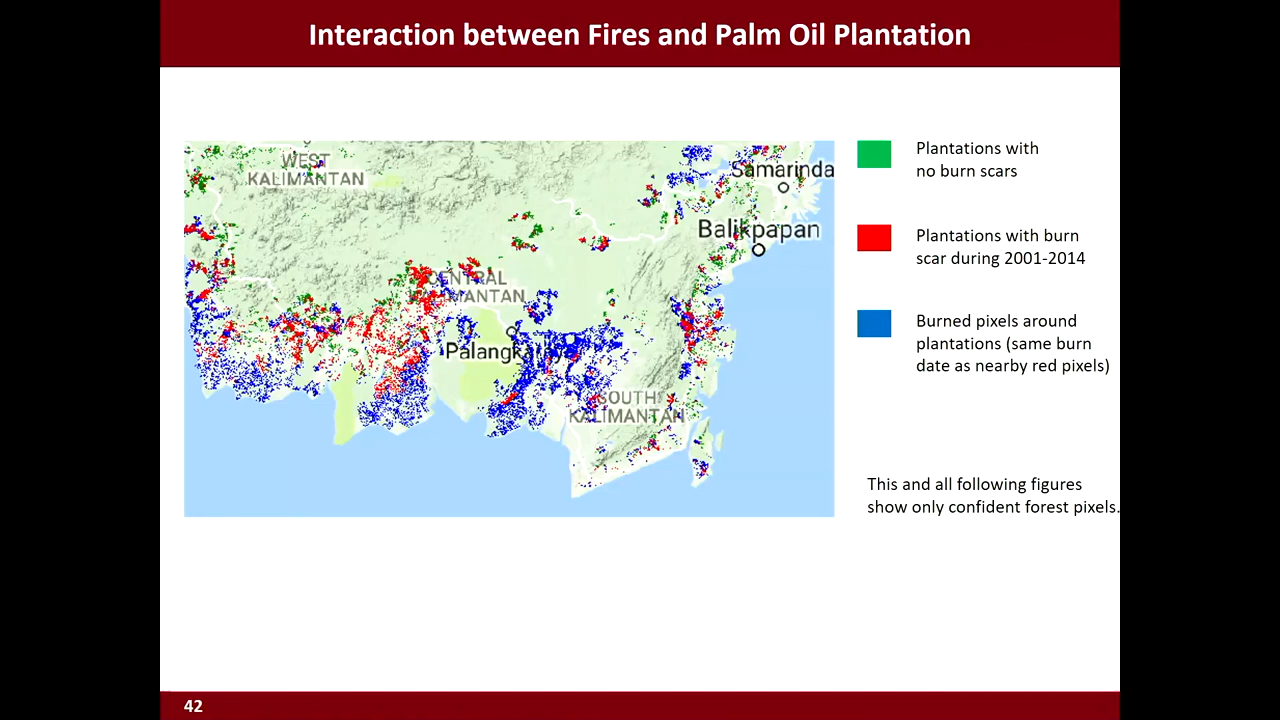 Interaction between Fires and Palm Oil Plantation
WEST
KALIMANTAN
Samarinda
Balikpapan
CENTRAL
KALIMANTAN
Palangkaraya
SOUTH
KALIMANTAN
Plantations with
no burn scars
Plantations with burn
scar during 2001-2014
Burned pixels around
plantations (same burn
date as nearby red pixels)
This and all following figures
show only confident forest pixels.
42